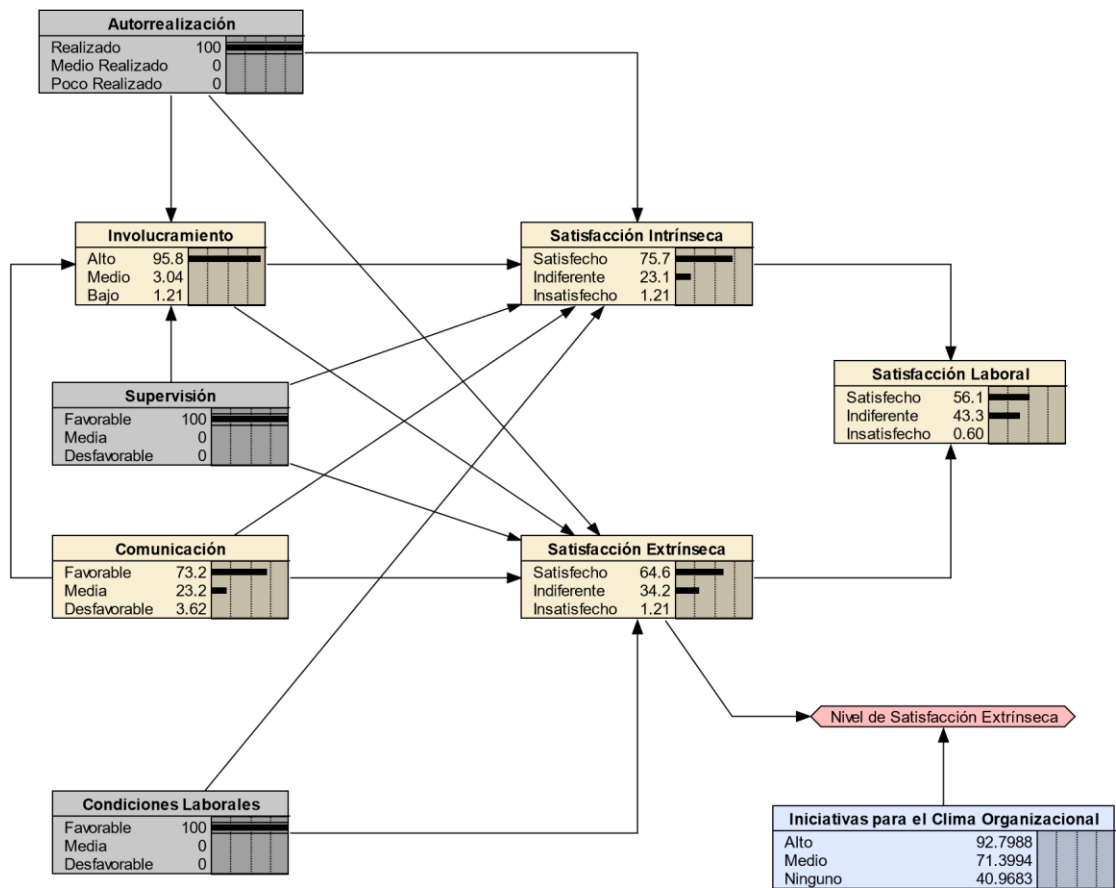 Autorrealización
Realizado 100
Medio Realizado 0
Poco Realizado 0
Involucramiento
Alto 95.8
Medio 3.04
Bajo 1.21
Satisfacción Intrínseca
Satisfecho 75.7
Indiferente 23.1
Insatisfecho 1.21
Supervisión
Favorable 100
Media 0
Desfavorable 0
Satisfacción Laboral
Satisfecho 56.1
Indiferente 43.3
Insatisfecho 0.60
Comunicación
Favorable 73.2
Media 23.2
Desfavorable 3.62
Satisfacción Extrínseca
Satisfecho 64.6
Indiferente 34.2
Insatisfecho 1.21
Nivel de Satisfacción Extrínseca
Condiciones Laborales
Favorable 100
Media 0
Desfavorable 0
Iniciativas para el Clima Organizacional
Alto 92.7988
Medio 71.3994
Ninguno 40.9683